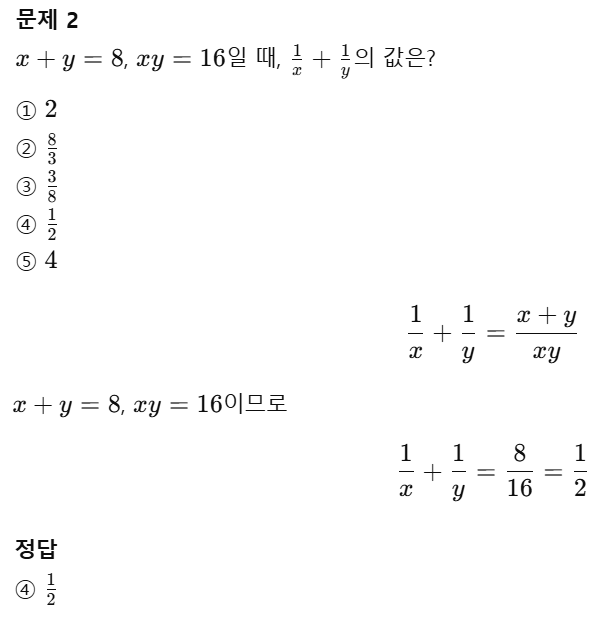 문제 2
x + y = 8, xy = 16일 때, 1/x + 1/y의 값은?
① 2
② 8/3
③ 3/8
④ 1/2
⑤ 4
1/x + 1/y = (x + y)/xy
x + y = 8, xy = 16이므로
1/x + 1/y = 8/16 = 1/2
정답
④ 1/2